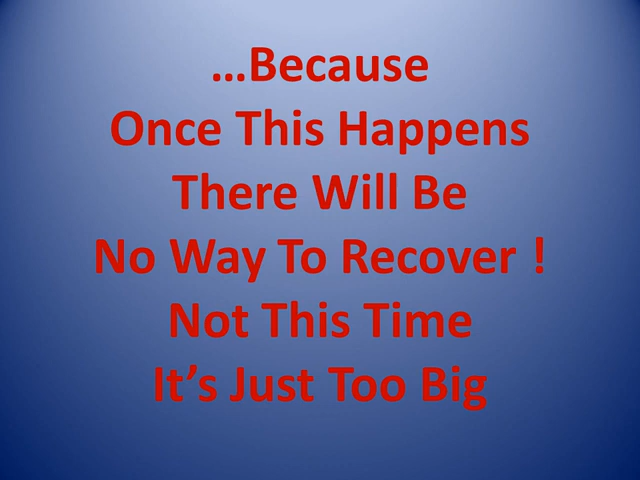 ...Because
Once This Happens
There Will Be
No Way To Recover !
Not This Time
It’s Just Too Big